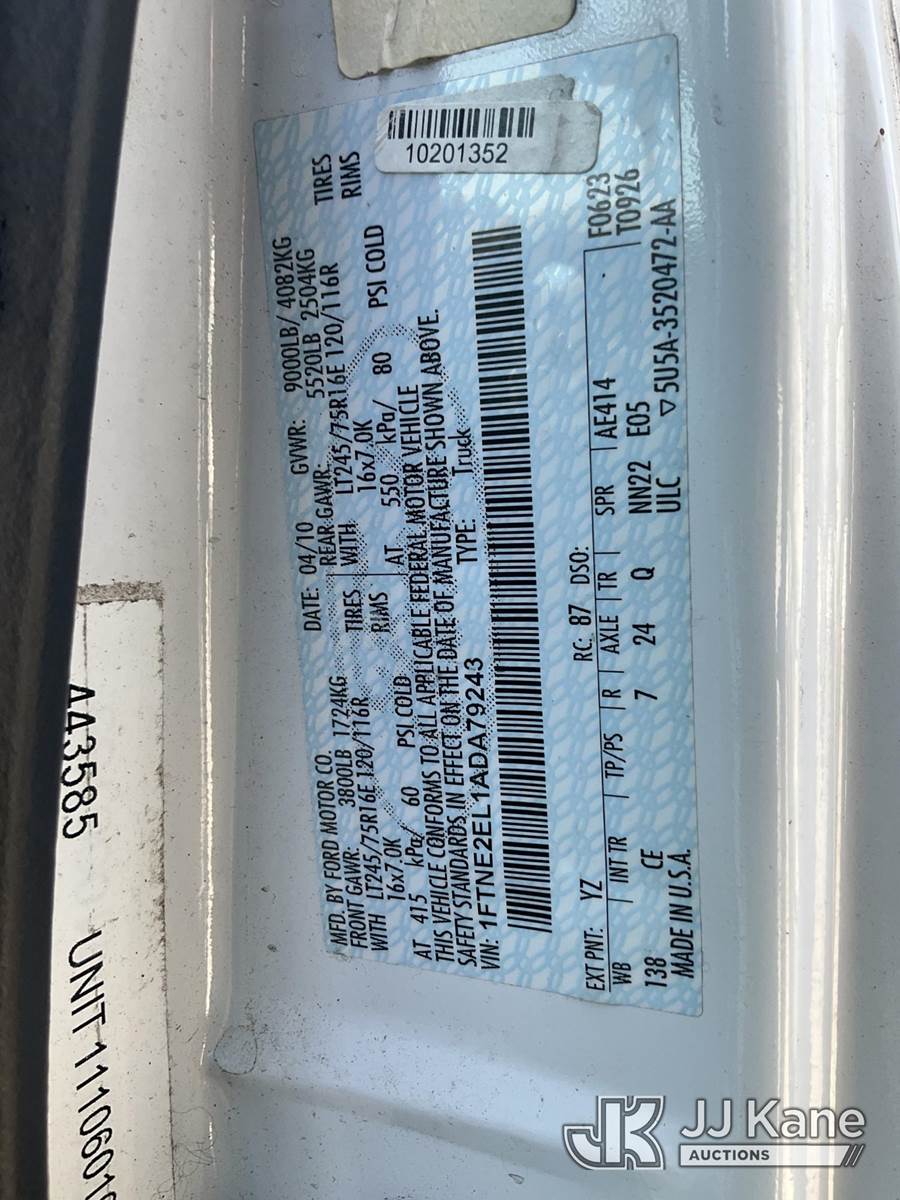 10201352
MFD. BY FORD MOTOR CO. DATE: 04/10 GVWR: 9000LB/ 4082KG
FRONT GAWR: 3800LB 1724KG REAR GAWR: 5520LB 2504KG
WITH LT245/75R16E 120/116R TIRES WITH LT245/75R16E 120/116R TIRES
16x7.0K RIMS 16x7.0K RIMS
AT 415 kPa/ 60 PSI COLD AT 550 kPa/ 80 PSI COLD
THIS VEHICLE CONFORMS TO ALL APPLICABLE FEDERAL MOTOR VEHICLE
SAFETY STANDARDS IN EFFECT ON THE DATE OF MANUFACTURE SHOWN ABOVE.
VIN: 1FTNE2EL1ADA79243 TYPE: Truck
EXT PNT: YZ RC: 87 DSO: F0623
WB INT TR TP/PS R AXLE TR SPR AE414 T0926
138 CE 7 24 Q NN22 E05
MADE IN U.S.A. ULC ▽5U5A-3520472-AA
443585 UNIT 1110601
JJ Kane
AUCTIONS